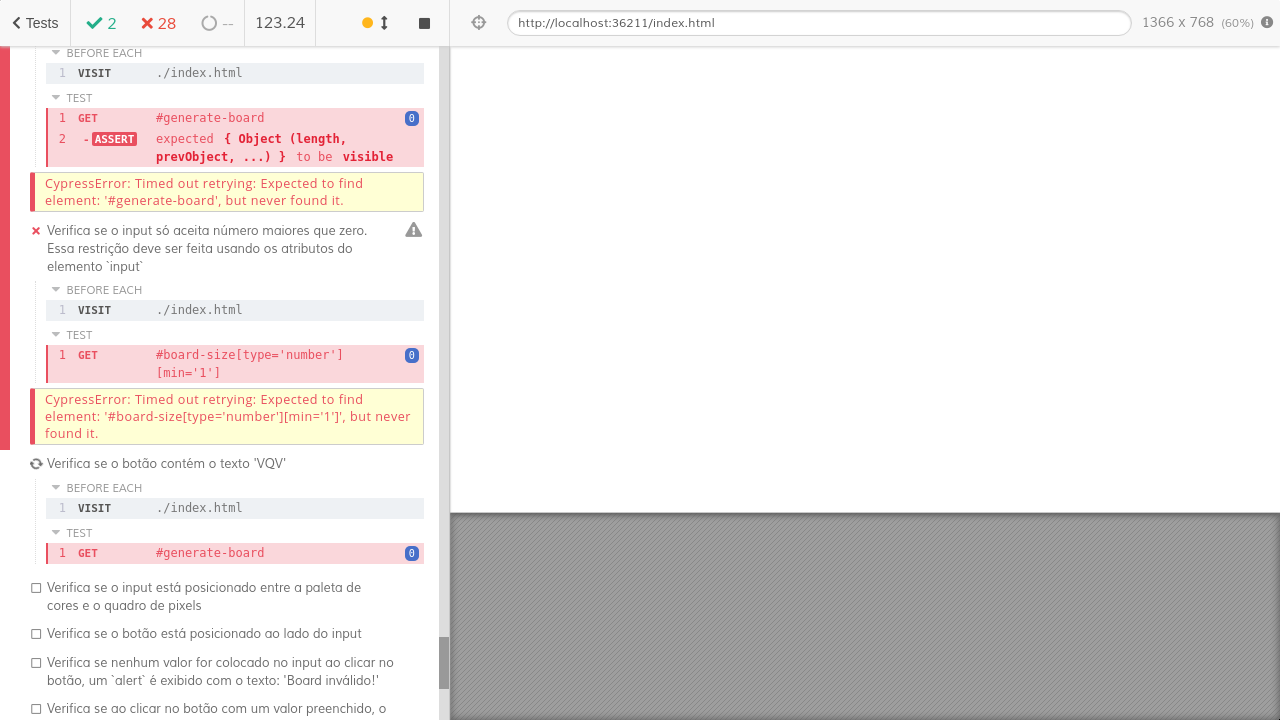 Tests
2
28
--
123.24
http://localhost:36211/index.html
1366 x 768 (60%)
BEFORE EACH
1 VISIT ./index.html
TEST
1 GET #generate-board 0
2 -ASSERT expected { Object (length,
prevObject, ...) } to be visible
CypressError: Timed out retrying: Expected to find
element: '#generate-board', but never found it.
Verifica se o input só aceita número maiores que zero.
Essa restrição deve ser feita usando os atributos do
elemento `input`
BEFORE EACH
1 VISIT ./index.html
TEST
1 GET #board-size[type='number'] 0
[min='1']
CypressError: Timed out retrying: Expected to find
element: '#board-size[type='number'][min='1']', but never
found it.
Verifica se o botão contém o texto 'VQV'
BEFORE EACH
1 VISIT ./index.html
TEST
1 GET #generate-board 0
Verifica se o input está posicionado entre a paleta de
cores e o quadro de pixels
Verifica se o botão está posicionado ao lado do input
Verifica se nenhum valor for colocado no input ao clicar no
botão, um `alert` é exibido com o texto: 'Board inválido!'
Verifica se ao clicar no botão com um valor preenchido, o